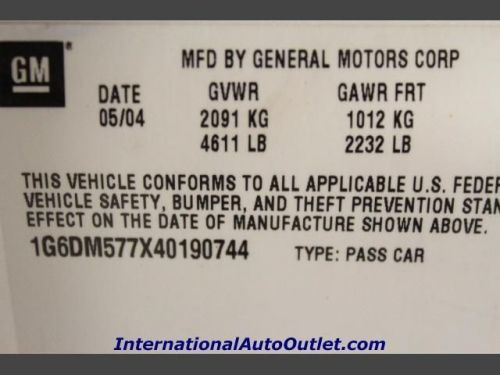 GM
MFD BY GENERAL MOTORS CORP
DATE GVWR GAWR FRT
05/04 2091 KG 1012 KG
4611 LB 2232 LB
THIS VEHICLE CONFORMS TO ALL APPLICABLE U.S. FEDER
VEHICLE SAFETY, BUMPER, AND THEFT PREVENTION STAN
EFFECT ON THE DATE OF MANUFACTURE SHOWN ABOVE.
1G6DM577X40190744 TYPE: PASS CAR
InternationalAutoOutlet.com